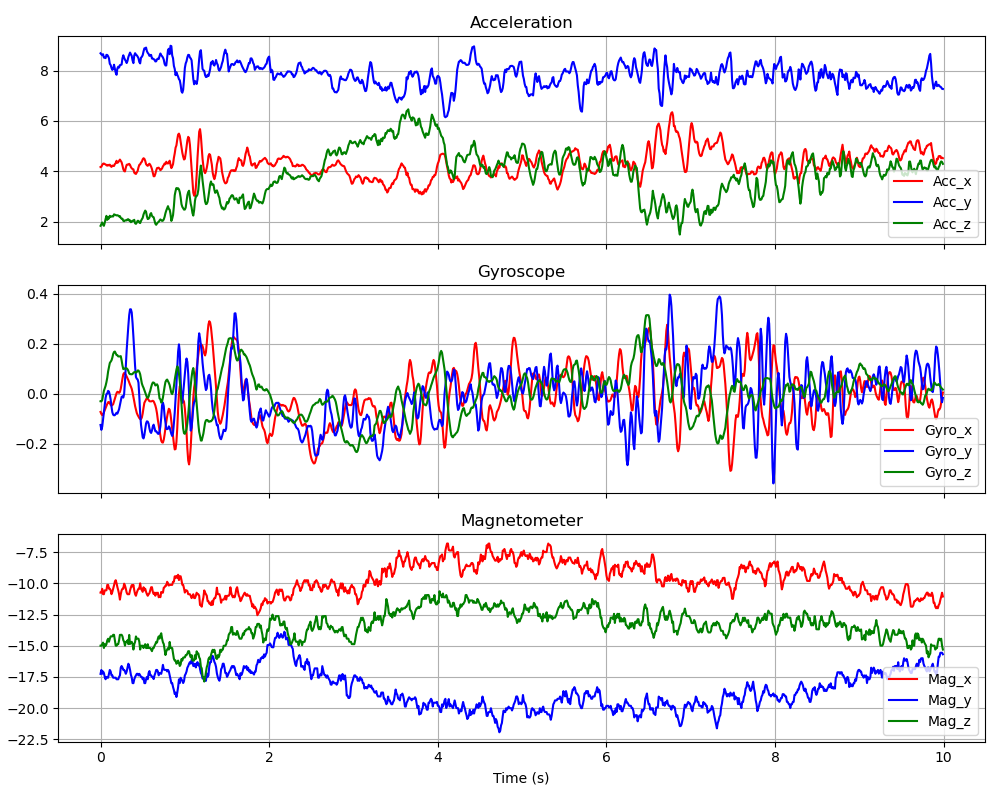 Acceleration
8
6
4
2
Acc_x
Acc_y
Acc_z
Gyroscope
0.4
0.2
0.0
−0.2
Gyro_x
Gyro_y
Gyro_z
Magnetometer
−7.5
−10.0
−12.5
−15.0
−17.5
−20.0
−22.5
Mag_x
Mag_y
Mag_z
0 2 4 6 8 10
Time (s)